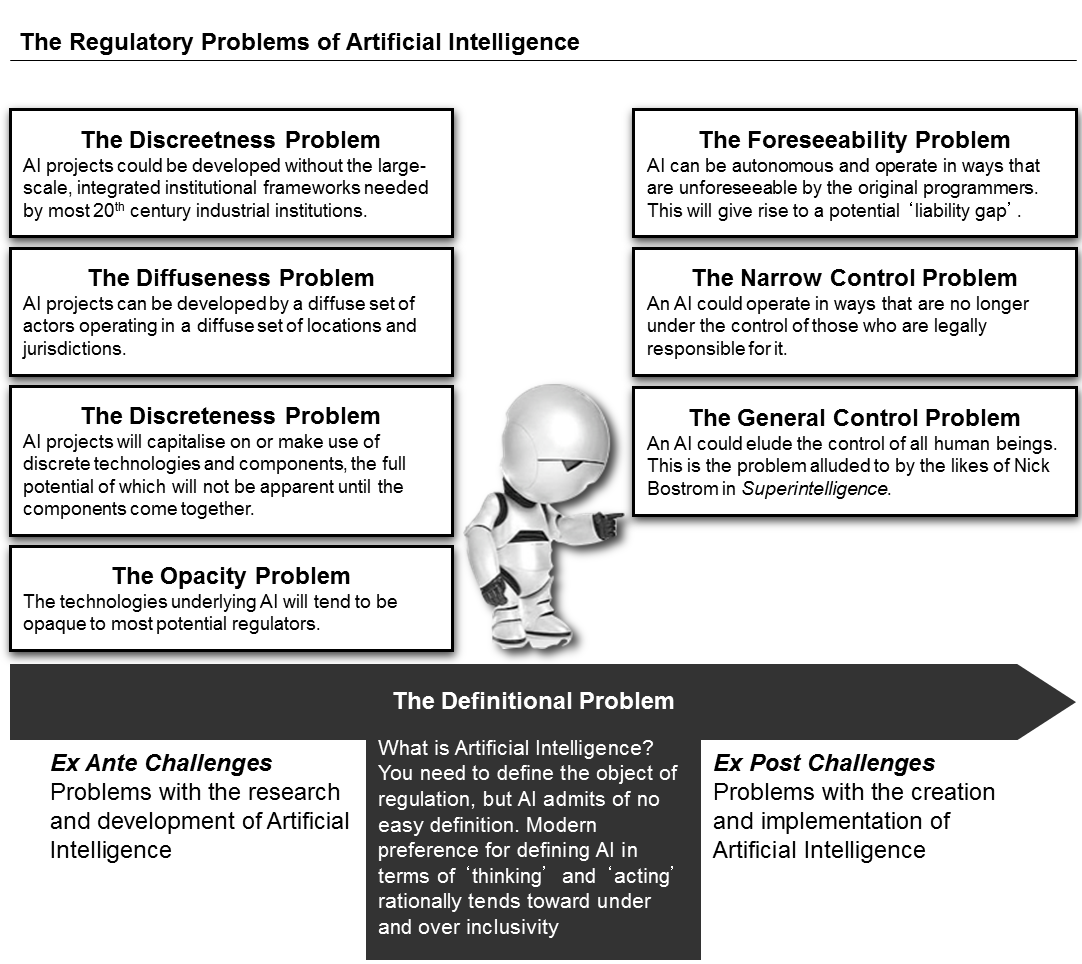 The Regulatory Problems of Artificial Intelligence
The Discreetness Problem
AI projects could be developed without the large-
scale, integrated institutional frameworks needed
by most 20th century industrial institutions.
The Diffuseness Problem
AI projects can be developed by a diffuse set of
actors operating in a diffuse set of locations and
jurisdictions.
The Discreteness Problem
AI projects will capitalise on or make use of
discrete technologies and components, the full
potential of which will not be apparent until the
components come together.
The Opacity Problem
The technologies underlying AI will tend to be
opaque to most potential regulators.
The Foreseeability Problem
AI can be autonomous and operate in ways that
are unforeseeable by the original programmers.
This will give rise to a potential ‘liability gap’.
The Narrow Control Problem
An AI could operate in ways that are no longer
under the control of those who are legally
responsible for it.
The General Control Problem
An AI could elude the control of all human beings.
This is the problem alluded to by the likes of Nick
Bostrom in Superintelligence.
The Definitional Problem
Ex Ante Challenges
Problems with the research
and development of Artificial
Intelligence
What is Artificial Intelligence?
You need to define the object of
regulation, but AI admits of no
easy definition. Modern
preference for defining AI in
terms of ‘thinking’ and ‘acting’
rationally tends toward under
and over inclusivity
Ex Post Challenges
Problems with the creation
and implementation of
Artificial Intelligence